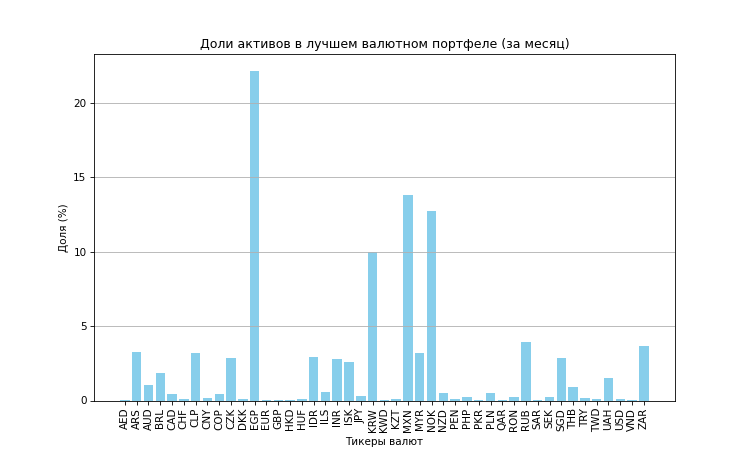 Доли активов в лучшем валютном портфеле (за месяц)
Доля (%)
20
15
10
5
0
AED ARS AUD BRL CAD CHF CLP CNY COP CZK DKK EGP EUR GBP HKD HUF IDR ILS INR ISK JPY KRW KWD KZT MXN MYR NOK NZD PEN PHP PKR PLN QAR RON RUB SAR SEK SGD THB TRY TWD UAH USD VND ZAR
Тикеры валют